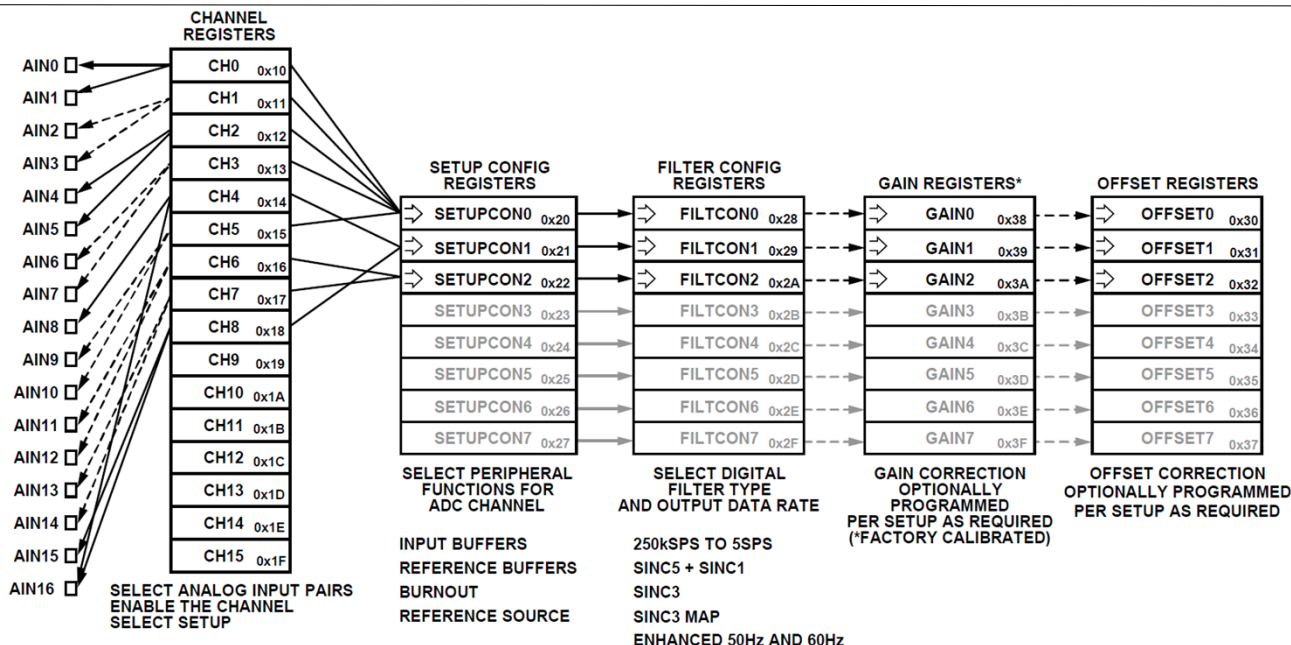 CHANNEL
REGISTERS
AIN0
AIN1
AIN2
AIN3
AIN4
AIN5
AIN6
AIN7
AIN8
AIN9
AIN10
AIN11
AIN12
AIN13
AIN14
AIN15
AIN16
CH0 0x10
CH1 0x11
CH2 0x12
CH3 0x13
CH4 0x14
CH5 0x15
CH6 0x16
CH7 0x17
CH8 0x18
CH9 0x19
CH10 0x1A
CH11 0x1B
CH12 0x1C
CH13 0x1D
CH14 0x1E
CH15 0x1F
SELECT ANALOG INPUT PAIRS
ENABLE THE CHANNEL
SELECT SETUP
SETUP CONFIG
REGISTERS
SETUPCON0 0x20
SETUPCON1 0x21
SETUPCON2 0x22
SETUPCON3 0x23
SETUPCON4 0x24
SETUPCON5 0x25
SETUPCON6 0x26
SETUPCON7 0x27
SELECT PERIPHERAL
FUNCTIONS FOR
ADC CHANNEL
INPUT BUFFERS
REFERENCE BUFFERS
BURNOUT
REFERENCE SOURCE
FILTER CONFIG
REGISTERS
FILTCON0 0x28
FILTCON1 0x29
FILTCON2 0x2A
FILTCON3 0x2B
FILTCON4 0x2C
FILTCON5 0x2D
FILTCON6 0x2E
FILTCON7 0x2F
SELECT DIGITAL
FILTER TYPE
AND OUTPUT DATA RATE
250kSPS TO 5SPS
SINC5 + SINC1
SINC3
SINC3 MAP
ENHANCED 50Hz AND 60Hz
GAIN REGISTERS*
GAIN0 0x38
GAIN1 0x39
GAIN2 0x3A
GAIN3 0x3B
GAIN4 0x3C
GAIN5 0x3D
GAIN6 0x3E
GAIN7 0x3F
GAIN CORRECTION
OPTIONALLY
PROGRAMMED
PER SETUP AS REQUIRED
(*FACTORY CALIBRATED)
OFFSET REGISTERS
OFFSET0 0x30
OFFSET1 0x31
OFFSET2 0x32
OFFSET3 0x33
OFFSET4 0x34
OFFSET5 0x35
OFFSET6 0x36
OFFSET7 0x37
OFFSET CORRECTION
OPTIONALLY PROGRAMMED
PER SETUP AS REQUIRED